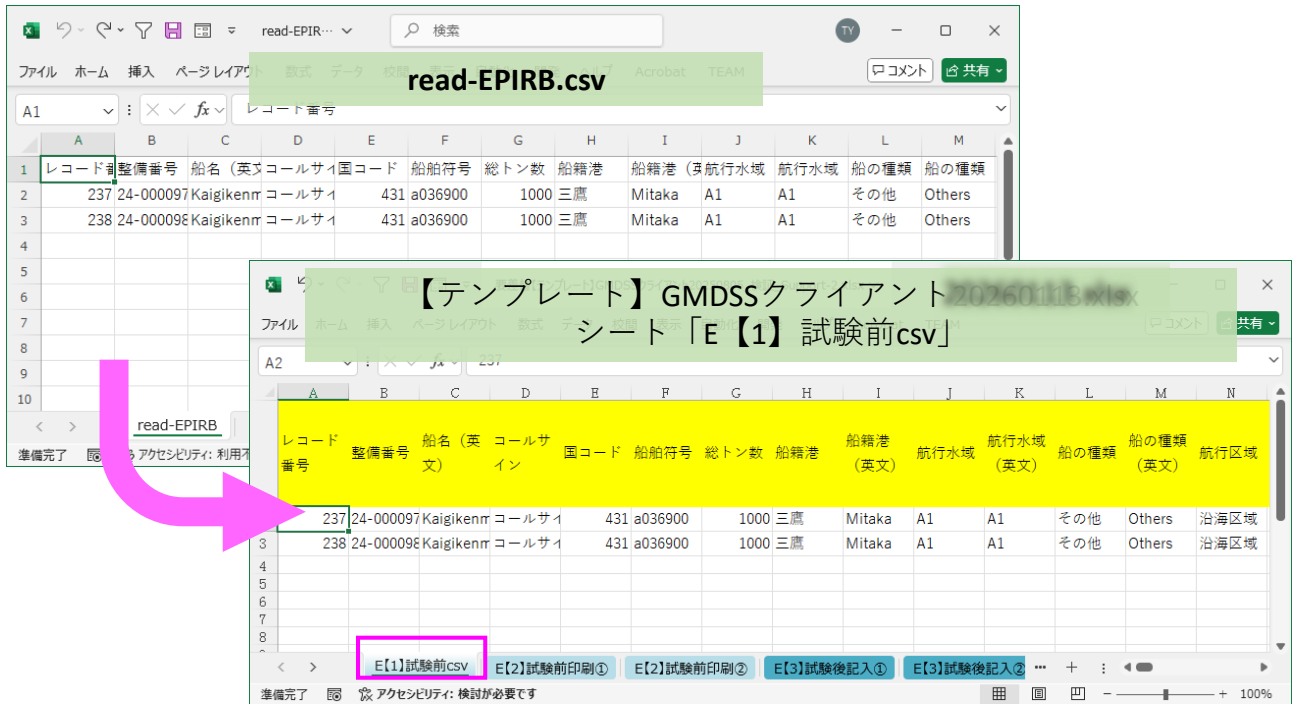 read-EPIR…
検索
TY
ファイル ホーム 挿入 ページ レイアウト 数式 データ 校閲 Acrobat TEAM コメント 共有
read-EPIRB.csv
A1 fx レコード番号
A B C D E F G H I J K L M
1 レコード番 整備番号 船名（英文 コールサイ 国コード 船舶符号 総トン数 船籍港 船籍港（英 航行水域 航行水域 船の種類 船の種類
2 237 24-000097 Kaigikenm コールサイ 431 a036900 1000 三鷹 Mitaka A1 A1 その他 Others
3 238 24-000098 Kaigikenm コールサイ 431 a036900 1000 三鷹 Mitaka A1 A1 その他 Others
4
5
6
7
8
9
10
read-EPIRB
準備完了 アクセシビリティ: 利用不
【テンプレート】GMDSSクライアント
シート「E【1】試験前csv」
ファイル ホーム 挿入 ページ レイアウト 数式 コメント 共有
A2 fx 237
A B C D E F G H I J K L M N
レコード番号 整備番号 船名（英文） コールサイン 国コード 船舶符号 総トン数 船籍港 船籍港（英文） 航行水域 航行水域（英文） 船の種類 船の種類（英文） 航行区域
237 24-000097 Kaigikenm コールサイ 431 a036900 1000 三鷹 Mitaka A1 A1 その他 Others 沿海区域
3 238 24-000098 Kaigikenm コールサイ 431 a036900 1000 三鷹 Mitaka A1 A1 その他 Others 沿海区域
4
5
6
7
8
E【1】試験前csv E【2】試験前印刷① E【2】試験前印刷② E【3】試験後記入① E【3】試験後記入② …
準備完了 アクセシビリティ: 検討が必要です 100%